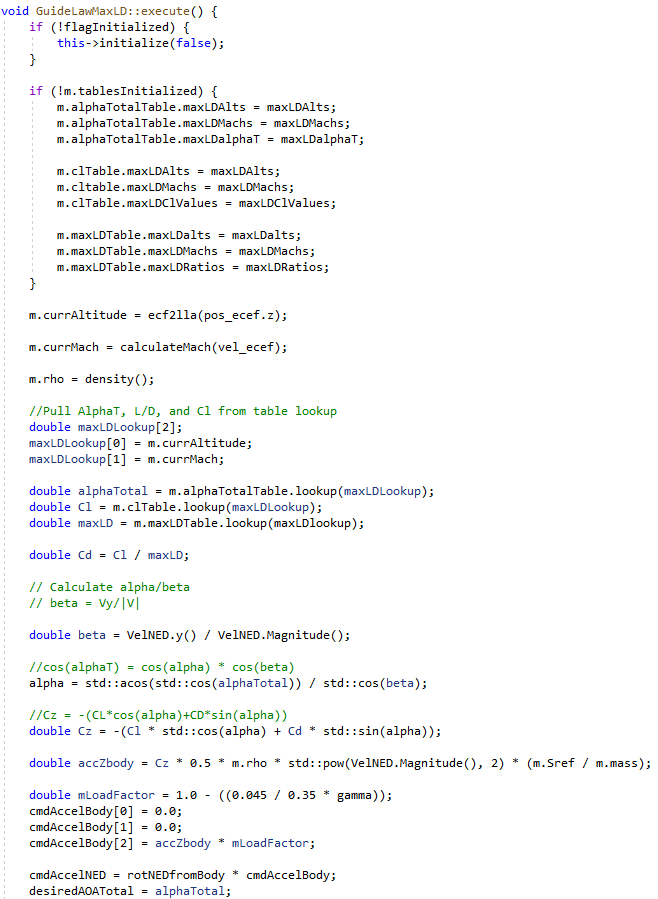 void GuideLawMaxLD::execute() {
    if (!flagInitialized) {
        this->initialize(false);
    }

    if (!m.tablesInitialized) {
        m.alphaTotalTable.maxLDAlts = maxLDAlts;
        m.alphaTotalTable.maxLDMachs = maxLDMachs;
        m.alphaTotalTable.maxLDalphaT = maxLDalphaT;

        m.clTable.maxLDAlts = maxLDAlts;
        m.cltable.maxLDMachs = maxLDMachs;
        m.clTable.maxLDClValues = maxLDClValues;

        m.maxLDTable.maxLDalts = maxLDalts;
        m.maxLDTable.maxLDMachs = maxLDMachs;
        m.maxLDTable.maxLDRatios = maxLDRatios;
    }

    m.currAltitude = ecf2lla(pos_ecef.z);

    m.currMach = calculateMach(vel_ecef);

    m.rho = density();

    //Pull AlphaT, L/D, and Cl from table lookup
    double maxLDLookup[2];
    maxLDLookup[0] = m.currAltitude;
    maxLDLookup[1] = m.currMach;

    double alphaTotal = m.alphaTotalTable.lookup(maxLDLookup);
    double Cl = m.clTable.lookup(maxLDLookup);
    double maxLD = m.maxLDTable.lookup(maxLDlookup);

    double Cd = Cl / maxLD;

    // Calculate alpha/beta
    // beta = Vy/|V|

    double beta = VelNED.y() / VelNED.Magnitude();

    //cos(alphaT) = cos(alpha) * cos(beta)
    alpha = std::acos(std::cos(alphaTotal)) / std::cos(beta);

    //Cz = -(CL*cos(alpha)+CD*sin(alpha))
    double Cz = -(Cl * std::cos(alpha) + Cd * std::sin(alpha));

    double accZbody = Cz * 0.5 * m.rho * std::pow(VelNED.Magnitude(), 2) * (m.Sref / m.mass);

    double mLoadFactor = 1.0 - ((0.045 / 0.35 * gamma));
    cmdAccelBody[0] = 0.0;
    cmdAccelBody[1] = 0.0;
    cmdAccelBody[2] = accZbody * mLoadFactor;

    cmdAccelNED = rotNEDfromBody * cmdAccelBody;
    desiredAOATotal = alphaTotal;